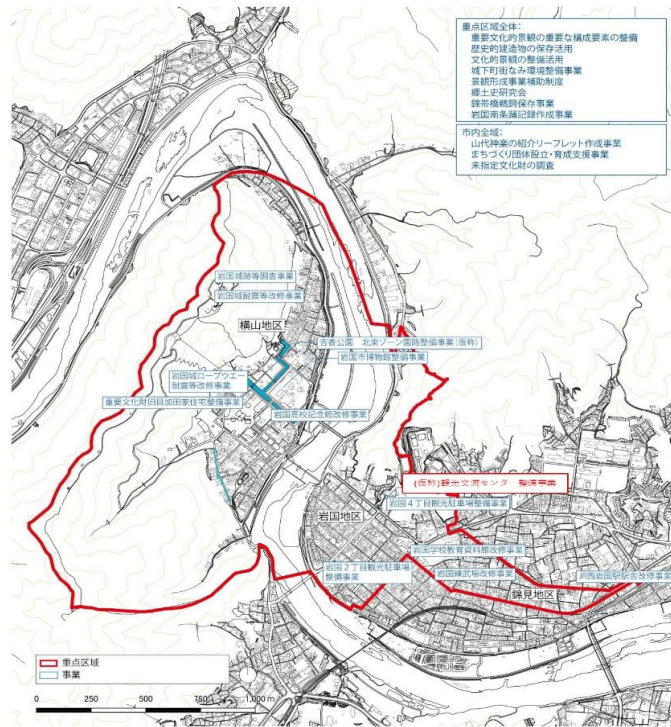 重点区域全体：
重要文化的景観の重要な構成要素の整備
歴史的建造物の保存活用
文化的景観の整備活用
城下町街なみ環境整備事業
景観形成事業補助制度
郷土史研究会
錦帯橋鵜飼保存事業
岩国南条踊記録作成事業
市内全域：
山代神楽の紹介リーフレット作成事業
まちづくり団体設立・育成支援事業
未指定文化財の調査
岩国城跡等調査事業
岩国城耐震等改修事業
横山地区
吉香公園　北東ゾーン園路整備事業（仮称）
岩国市博物館整備事業
岩国城ロープウエー
耐震等改修事業
重要文化財旧目加田家住宅整備事業
岩国高校記念館改修事業
(仮称)観光交流センター整備事業
岩国４丁目観光駐車場整備事業
岩国地区
岩国学校教育資料館改修事業
岩国２丁目観光駐車場
整備事業
岩国練武場改修事業
JR西岩国駅駅舎改修事業
錦見地区
重点区域
事業
0 250 500 750 1,000 m